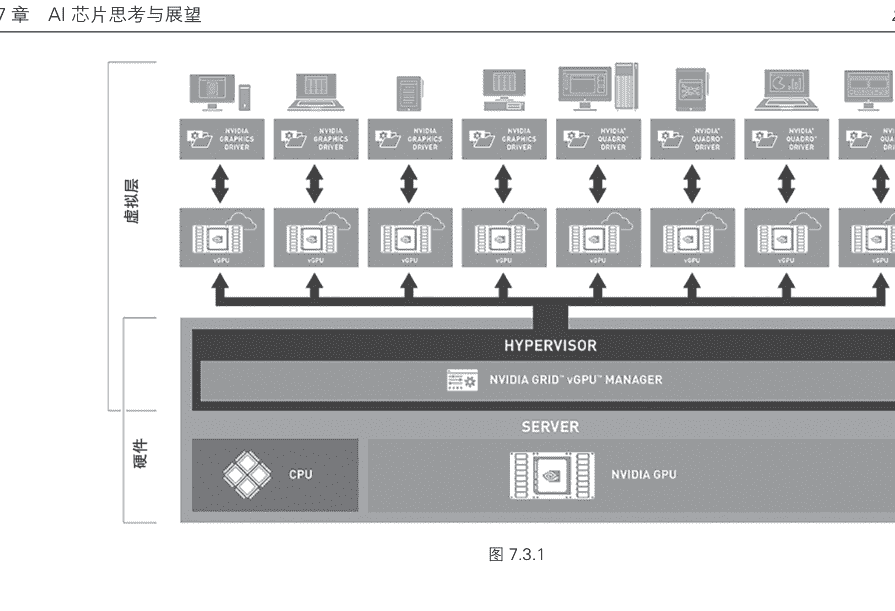 7 章 AI 芯片思考与展望
虚拟层
NVIDIA GRAPHICS DRIVER
NVIDIA GRAPHICS DRIVER
NVIDIA GRAPHICS DRIVER
NVIDIA GRAPHICS DRIVER
NVIDIA® QUADRO® DRIVER
NVIDIA® QUADRO® DRIVER
NVIDIA® QUADRO® DRIVER
vGPU
vGPU
vGPU
vGPU
vGPU
vGPU
vGPU
vGPU
HYPERVISOR
NVIDIA GRID™ vGPU™ MANAGER
硬件
SERVER
CPU
NVIDIA GPU
图 7.3.1